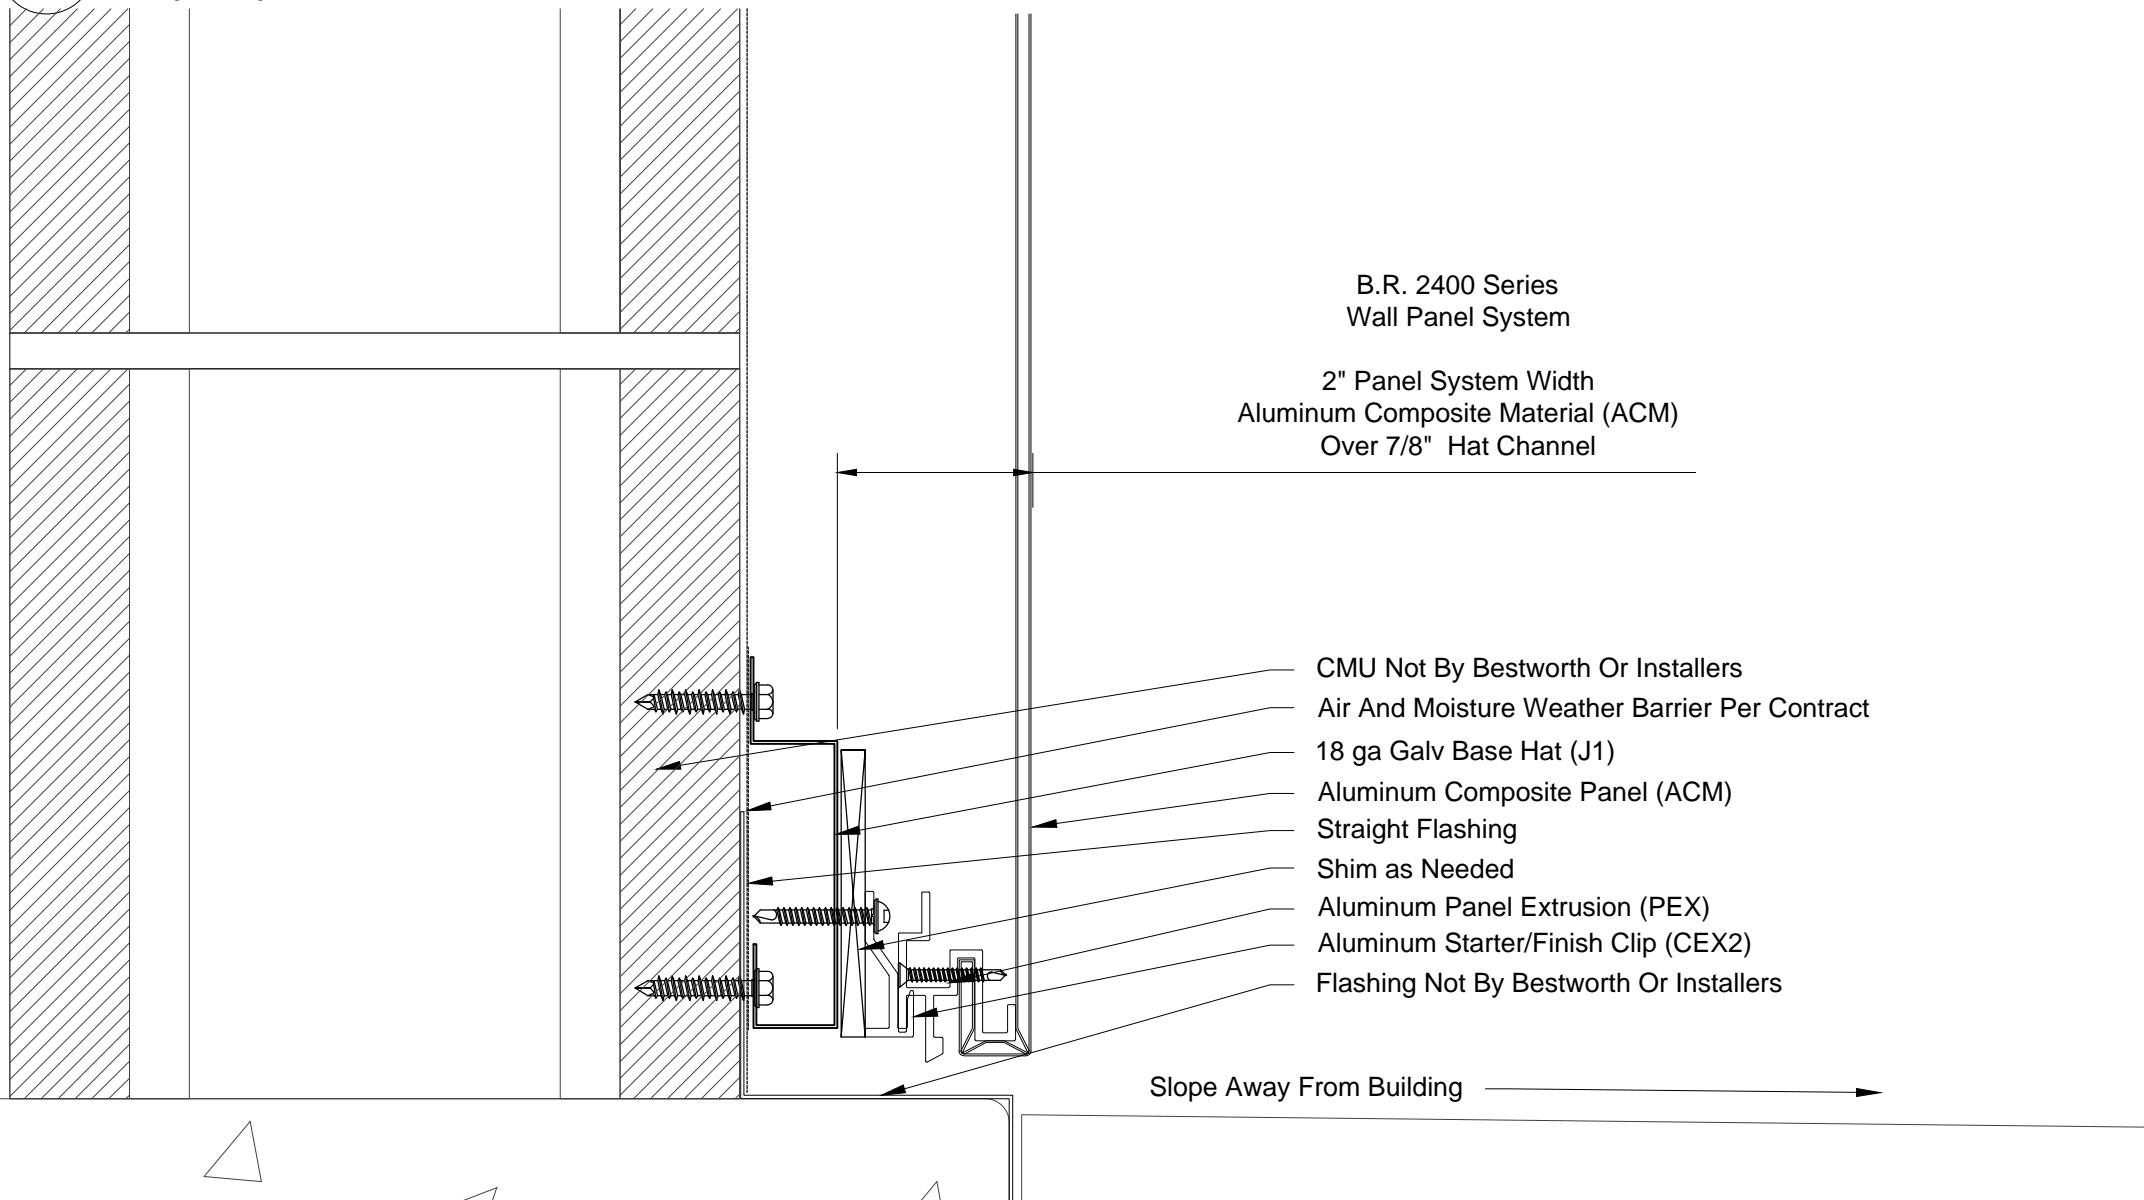 B.R. 2400 Series
Wall Panel System
2" Panel System Width
Aluminum Composite Material (ACM)
Over 7/8" Hat Channel
CMU Not By Bestworth Or Installers
Air And Moisture Weather Barrier Per Contract
18 ga Galv Base Hat (J1)
Aluminum Composite Panel (ACM)
Straight Flashing
Shim as Needed
Aluminum Panel Extrusion (PEX)
Aluminum Starter/Finish Clip (CEX2)
Flashing Not By Bestworth Or Installers
Slope Away From Building